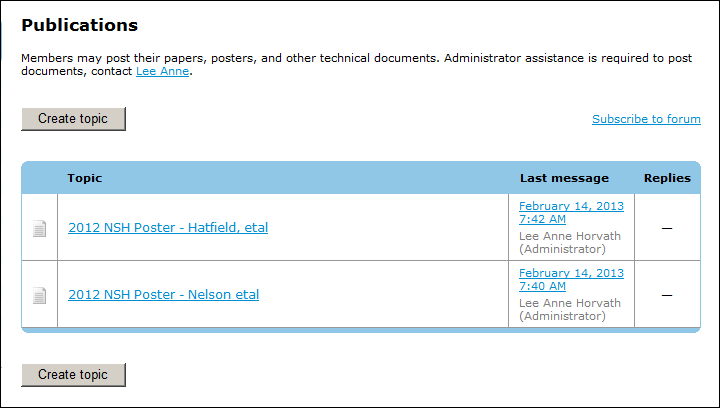 Publications
Members may post their papers, posters, and other technical documents. Administrator assistance is required to post
documents, contact Lee Anne.
Create topic
Subscribe to forum
Topic Last message Replies
2012 NSH Poster - Hatfield, etal
February 14, 2013
7:42 AM
Lee Anne Horvath
(Administrator)
—
2012 NSH Poster - Nelson etal
February 14, 2013
7:40 AM
Lee Anne Horvath
(Administrator)
—
Create topic